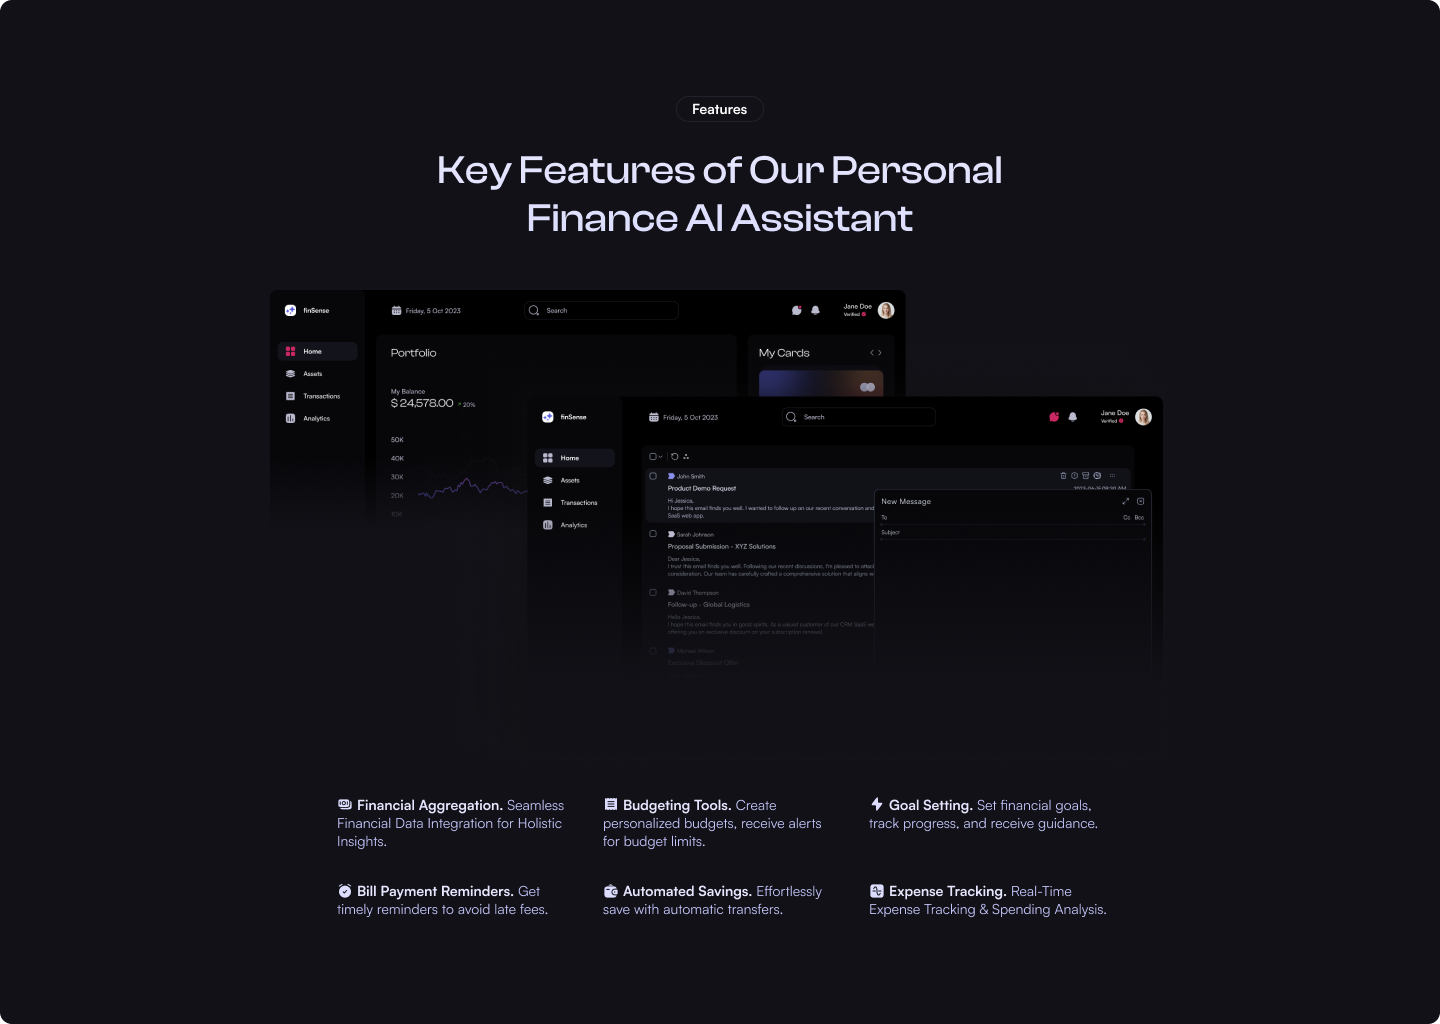 Features
Key Features of Our Personal
Finance AI Assistant
finSense
Friday, 5 Oct 2023
Search
Jane Doe
Verified
Home
Assets
Transactions
Analytics
Portfolio
My Balance
$ 24,578.00
20%
50K
40K
30K
20K
10K
My Cards
finSense
Friday, 5 Oct 2023
Search
Jane Doe
Verified
Home
Assets
Transactions
Analytics
John Smith
Product Demo Request
Hi Jessica,
I hope this email finds you well. I wanted to follow up on our recent conversation and
SaaS web app.
Sarah Johnson
Proposal Submission - XYZ Solutions
Dear Jessica,
I trust this email finds you well. Following our recent discussions, I'm pleased to
consideration. Our team has carefully crafted a comprehensive solution that aligns
David Thompson
Follow-up - Global Logistics
Hello Jessica,
I hope this email finds you in good spirits. As a valued customer of our CRM SaaS
offering you an exclusive discount on your subscription renewal.
Exclusive Discount Offer
New Message
To
Cc Bcc
Subject
Financial Aggregation. Seamless
Financial Data Integration for Holistic
Insights.
Budgeting Tools. Create
personalized budgets, receive alerts
for budget limits.
Goal Setting. Set financial goals,
track progress, and receive guidance.
Bill Payment Reminders. Get
timely reminders to avoid late fees.
Automated Savings. Effortlessly
save with automatic transfers.
Expense Tracking. Real-Time
Expense Tracking & Spending Analysis.